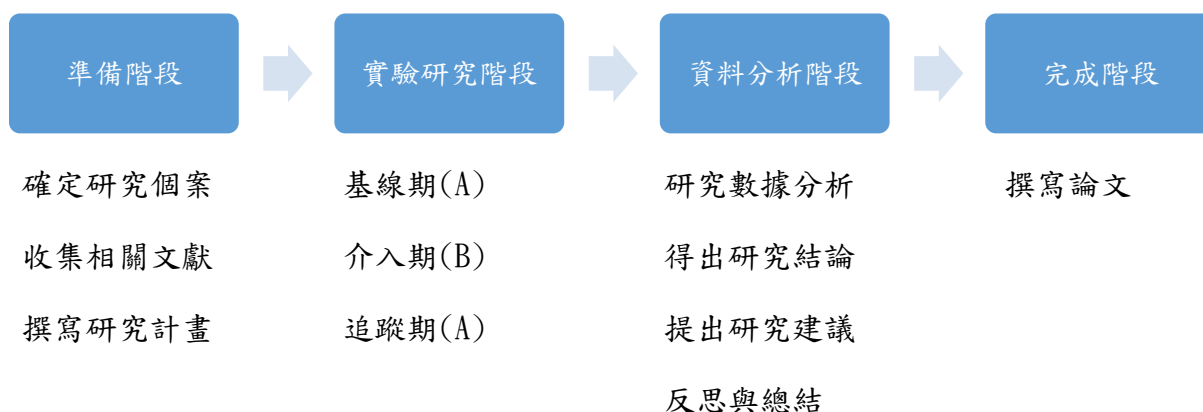 準備階段
實驗研究階段
資料分析階段
完成階段
確定研究個案
收集相關文獻
撰寫研究計畫
基線期(A)
介入期(B)
追蹤期(A)
研究數據分析
得出研究結論
提出研究建議
反思與總結
撰寫論文